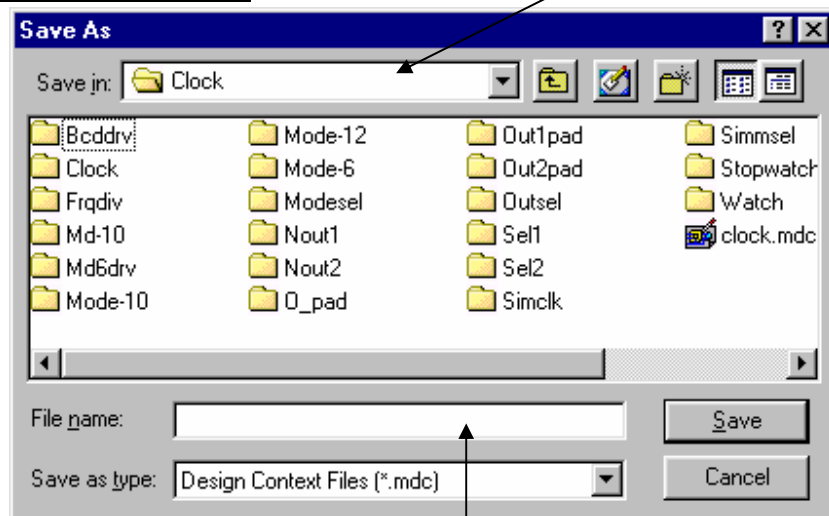 Save As
Save in: Clock
Bcddrv Mode-12 Out1pad Simmsel
Clock Mode-6 Out2pad Stopwatch
Frqdiv Modesel Outsel Watch
Md-10 Nout1 Sel1 clock.mdc
Md6drv Nout2 Sel2
Mode-10 O_pad Simclk
File name: Save
Save as type: Design Context Files (*.mdc) Cancel